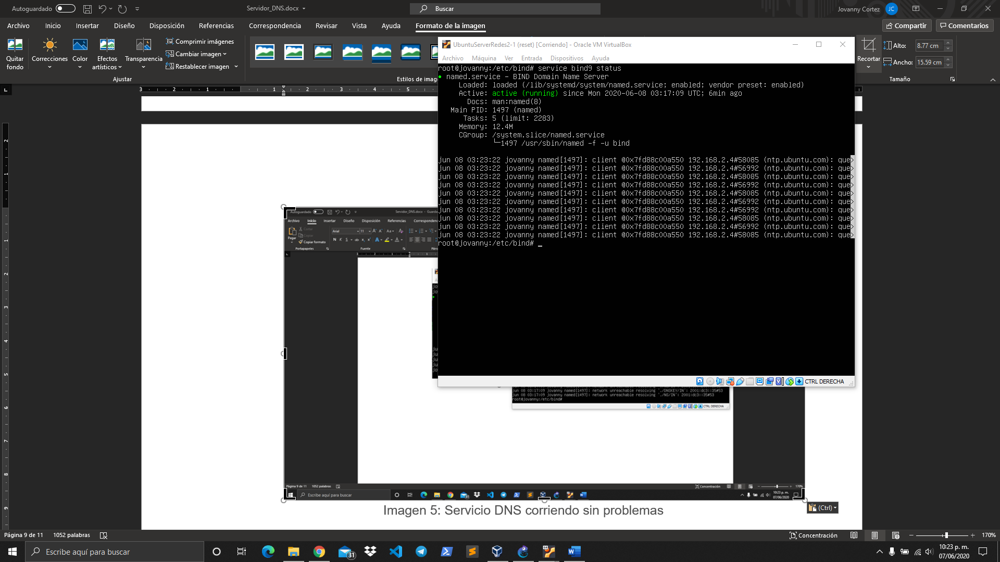 Autoguardado
Servidor_DNS.docx
Buscar
Jovanny Cortez
JC
Archivo Inicio Insertar Diseño Disposición Referencias Correspondencia Revisar Vista Ayuda Formato de la imagen
Compartir
Comentarios
Quitar fondo
Correcciones
Color
Efectos artísticos
Transparencia
Comprimir imágenes
Cambiar imagen
Restablecer imagen
Ajustar
Estilos de imag
Recortar
Alto: 8.77 cm
Ancho: 15.59 cm
Tamaño
UbuntuServerRedes2-1 (reset) [Corriendo] - Oracle VM VirtualBox
Archivo Máquina Ver Entrada Dispositivos Ayuda
root@jovanny:/etc/bind# service bind9 status
● named.service - BIND Domain Name Server
Loaded: loaded (/lib/systemd/system/named.service; enabled; vendor preset: enabled)
Active: active (running) since Mon 2020-06-08 03:17:09 UTC; 6min ago
Docs: man:named(8)
Main PID: 1497 (named)
Tasks: 5 (limit: 2283)
Memory: 12.4M
CGroup: /system.slice/named.service
└─1497 /usr/sbin/named -f -u bind
jun 08 03:23:22 jovanny named[1497]: client @0x7fd88c00a550 192.168.2.4#58085 (ntp.ubuntu.com): que>
jun 08 03:23:22 jovanny named[1497]: client @0x7fd88c00a550 192.168.2.4#56992 (ntp.ubuntu.com): que>
jun 08 03:23:22 jovanny named[1497]: client @0x7fd88c00a550 192.168.2.4#58085 (ntp.ubuntu.com): que>
jun 08 03:23:22 jovanny named[1497]: client @0x7fd88c00a550 192.168.2.4#56992 (ntp.ubuntu.com): que>
jun 08 03:23:22 jovanny named[1497]: client @0x7fd88c00a550 192.168.2.4#58085 (ntp.ubuntu.com): que>
jun 08 03:23:22 jovanny named[1497]: client @0x7fd88c00a550 192.168.2.4#56992 (ntp.ubuntu.com): que>
jun 08 03:23:22 jovanny named[1497]: client @0x7fd88c00a550 192.168.2.4#56992 (ntp.ubuntu.com): que>
jun 08 03:23:22 jovanny named[1497]: client @0x7fd88c00a550 192.168.2.4#58085 (ntp.ubuntu.com): que>
jun 08 03:23:22 jovanny named[1497]: client @0x7fd88c00a550 192.168.2.4#56992 (ntp.ubuntu.com): que>
jun 08 03:23:22 jovanny named[1497]: client @0x7fd88c00a550 192.168.2.4#58085 (ntp.ubuntu.com): que>
root@jovanny:/etc/bind# _
CTRL DERECHA
Autoguardado
Servidor_DNS.docx - Guarda
Archivo Inicio Insertar Diseño Disposición Referencias Corresponden
Pegar
Cortar
Copiar
Copiar formato
Arial
11
Portapapeles
Fuente
jun 08 03:17:09 jovanny named[1497]: network unreachable resolving './DNSKEY/IN': 2001:dc3::35#53
jun 08 03:17:09 jovanny named[1497]: network unreachable resolving './NS/IN': 2001:dc3::35#53
root@jovanny:/etc/bind#
CTRL DERECHA
Página 9 de 11 1052 palabras
Concentración
170%
Escribe aquí para buscar
10:23 p. m.
07/06/2020
Imagen 5: Servicio DNS corriendo sin problemas
(Ctrl)
Página 9 de 11 1052 palabras
Concentración
170%
Escribe aquí para buscar
31
10:23 p. m.
07/06/2020